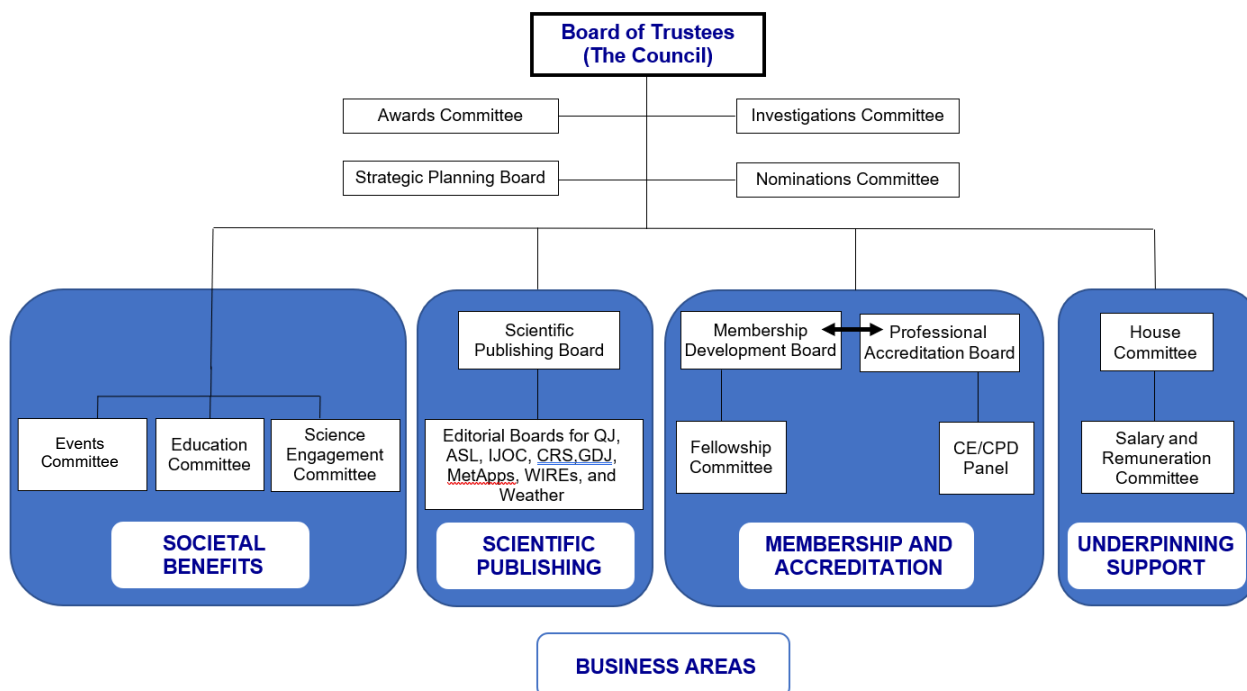 Board of Trustees
(The Council)
Awards Committee
Investigations Committee
Strategic Planning Board
Nominations Committee
Scientific
Publishing Board
Membership
Development Board
Professional
Accreditation Board
House
Committee
Events
Committee
Education
Committee
Science
Engagement
Committee
Editorial Boards for QJ,
ASL, IJOC, CRS,GDJ,
MetApps, WIREs, and
Weather
Fellowship
Committee
CE/CPD
Panel
Salary and
Remuneration
Committee
SOCIETAL
BENEFITS
SCIENTIFIC
PUBLISHING
MEMBERSHIP AND
ACCREDITATION
UNDERPINNING
SUPPORT
BUSINESS AREAS